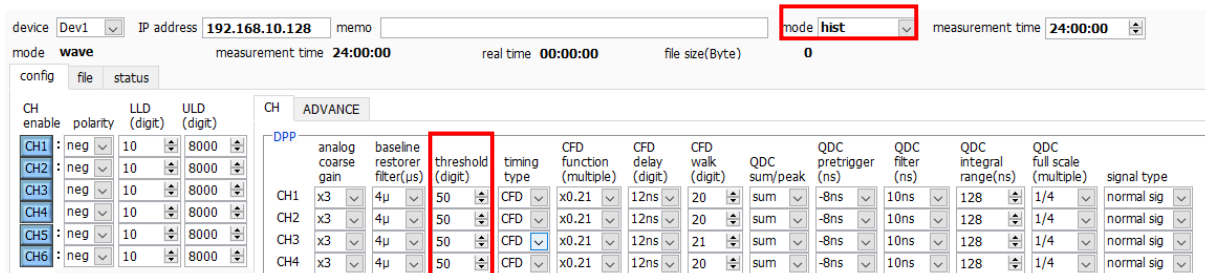 device Dev1 IP address 192.168.10.128 memo mode hist measurement time 24:00:00
mode wave measurement time 24:00:00 real time 00:00:00 file size(Byte) 0
config file status
CH enable polarity LLD (digit) ULD (digit)
CH1 : neg 10 8000
CH2 : neg 10 8000
CH3 : neg 10 8000
CH4 : neg 10 8000
CH5 : neg 10 8000
CH6 : neg 10 8000
CH ADVANCE
DPP
analog coarse gain baseline restorer filter(μs) threshold (digit) timing type CFD function (multiple) CFD delay (digit) CFD walk (digit) QDC sum/peak QDC pretrigger (ns) QDC filter (ns) QDC integral range(ns) QDC full scale (multiple) signal type
CH1 x3 4μ 50 CFD x0.21 12ns 20 sum -8ns 10ns 128 1/4 normal sig
CH2 x3 4μ 50 CFD x0.21 12ns 20 sum -8ns 10ns 128 1/4 normal sig
CH3 x3 4μ 50 CFD x0.21 12ns 21 sum -8ns 10ns 128 1/4 normal sig
CH4 x3 4μ 50 CFD x0.21 12ns 20 sum -8ns 10ns 128 1/4 normal sig